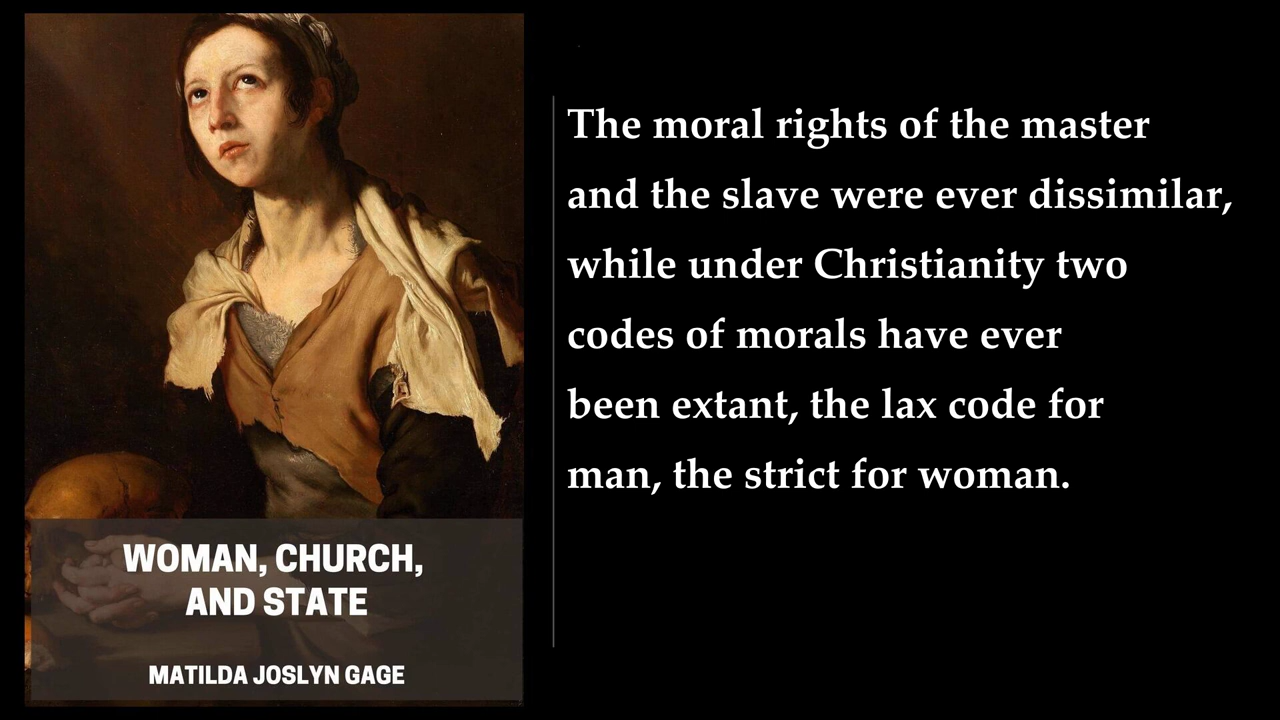 WOMAN, CHURCH,
AND STATE
MATILDA JOSLYN GAGE
The moral rights of the master
and the slave were ever dissimilar,
while under Christianity two
codes of morals have ever
been extant, the lax code for
man, the strict for woman.